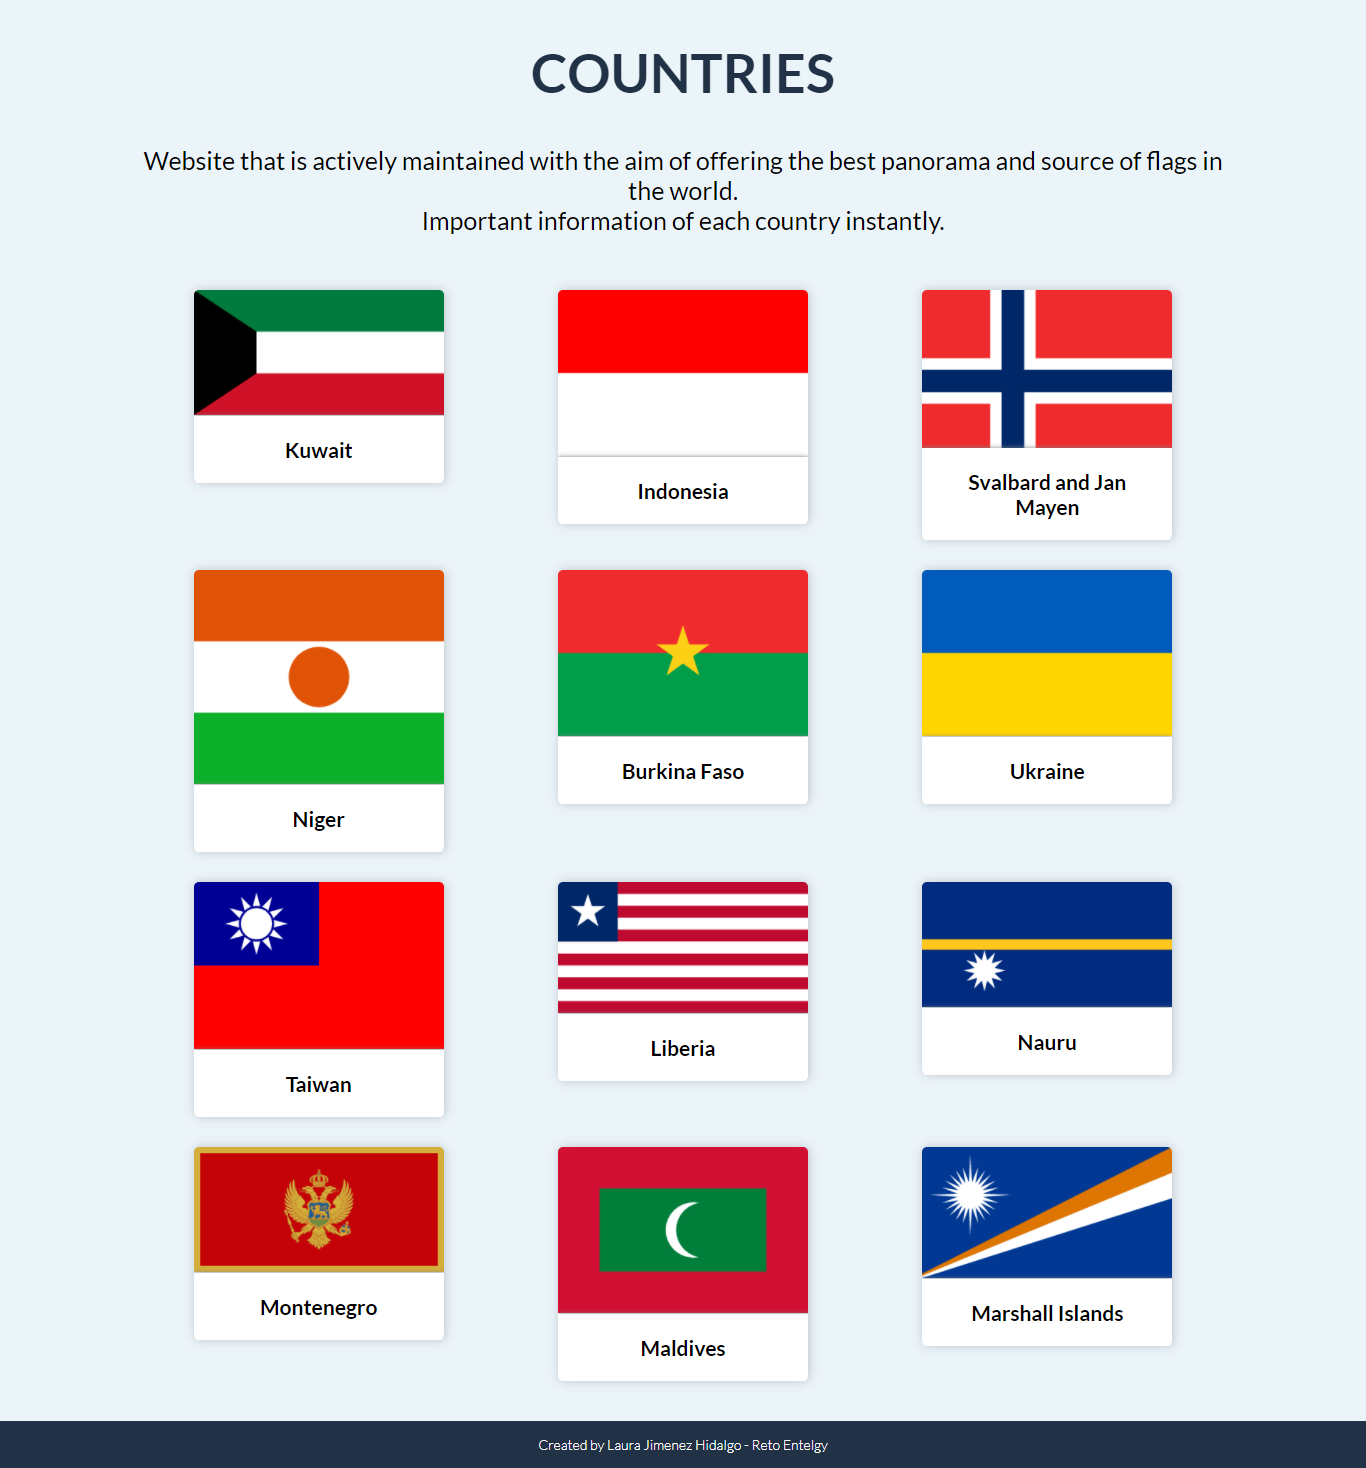 COUNTRIES
Website that is actively maintained with the aim of offering the best panorama and source of flags in
the world.
Important information of each country instantly.
Kuwait
Indonesia
Svalbard and Jan
Mayen
Niger
Burkina Faso
Ukraine
Taiwan
Liberia
Nauru
Montenegro
Maldives
Marshall Islands
Created by Laura Jimenez Hidalgo - Reto Entelgy